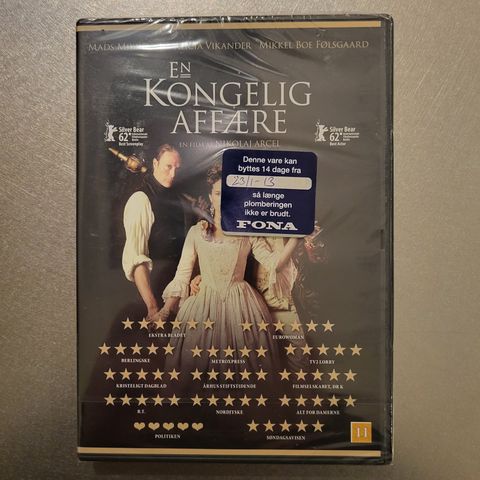 MADS VIKANDER MIKKEL BOE FØLSGAARD
EN
KONGELIG
AFFÆRE
EN FILM AF NIKOLAJ ARCEL
Silver Bear
62
Best Screenplay
Silver Bear
62
Best Actor
Denne vare kan
byttes 14 dage fra
23/1-13
så længe
plomberingen
ikke er brudt.
FONA
EKSTRA BLADET
EUROWOMAN
BERLINGSKE
METROXPRESS
TV2 LORRY
KRISTELIGT DAGBLAD
ÅRHUS STIFTSTIDENDE
FILMSELSKABET, DR K
B.T.
NORDJYSKE
ALT FOR DAMERNE
POLITIKEN
SØNDAGSAVISEN
11